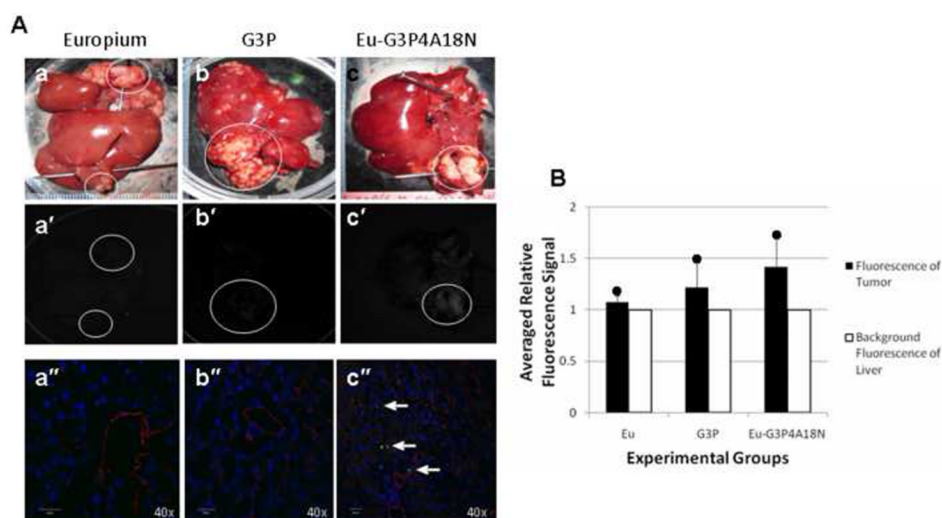 A
Europium
G3P
Eu-G3P4A18N
a
b
c
a′
b′
c′
a″
b″
c″
40x
40x
40x
B
2
1.5
1
0.5
0
Averaged Relative
Fluorescence Signal
Eu
G3P
Eu-G3P4A18N
Experimental Groups
Fluorescence of
Tumor
Background
Fluorescence of
Liver